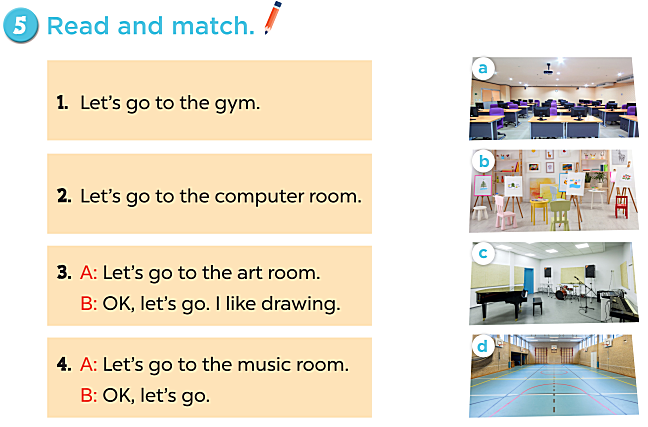 5 Read and match.
1. Let's go to the gym.
2. Let's go to the computer room.
3. A: Let's go to the art room.
B: OK, let's go. I like drawing.
4. A: Let's go to the music room.
B: OK, let's go.
a
b
c
d